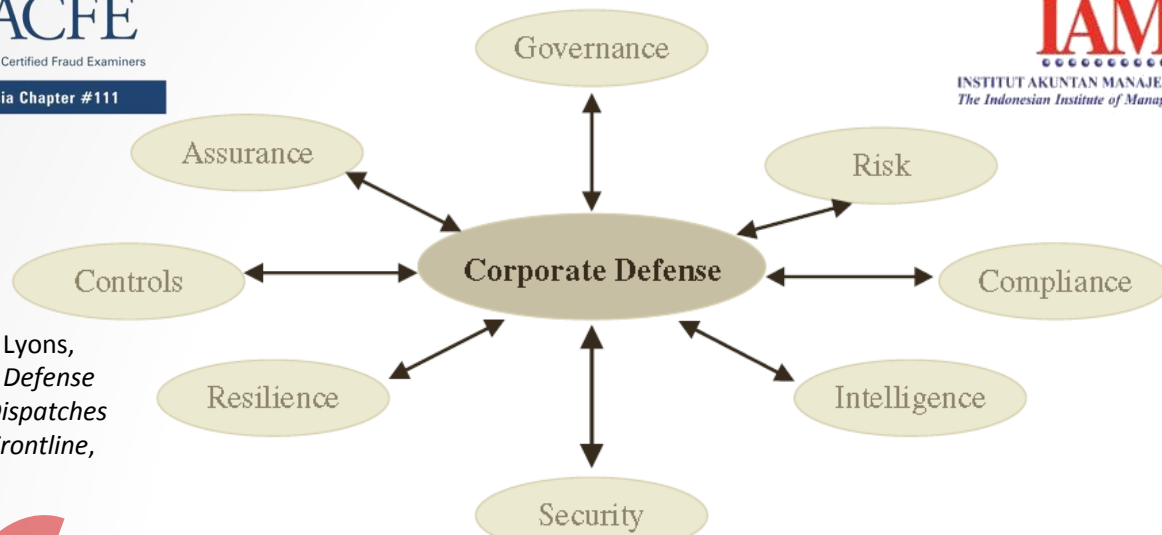 ACFE
Certified Fraud Examiners
ia Chapter #111
IAM
INSTITUT AKUNTAN MANAJE
The Indonesian Institute of Manag
Governance
Assurance
Risk
Corporate Defense
Controls
Compliance
Lyons,
Defense
Dispatches
Frontline,
Resilience
Intelligence
Security